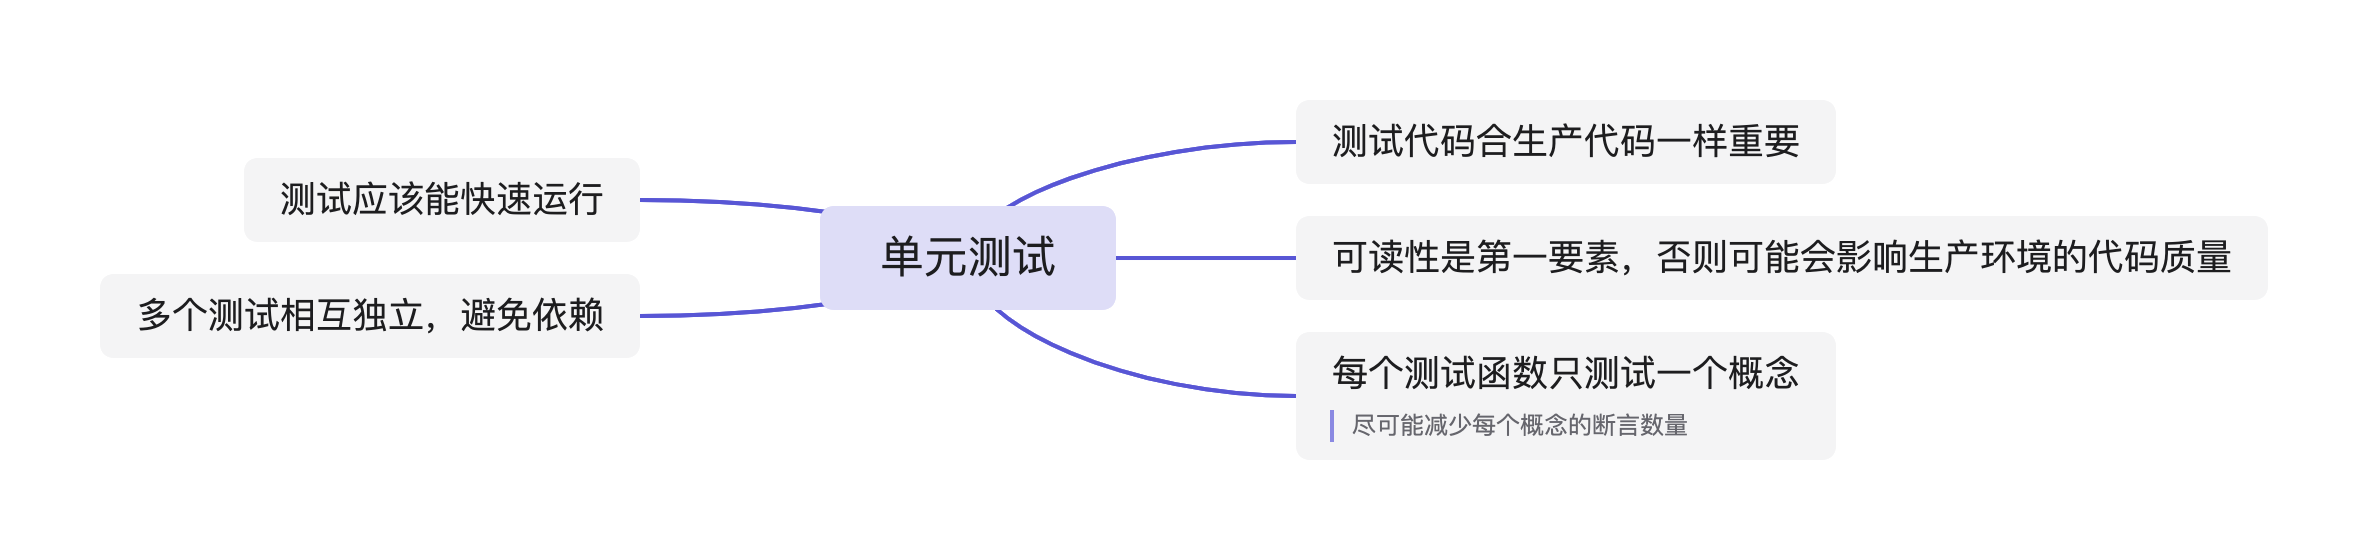 单元测试
测试代码合生产代码一样重要
可读性是第一要素，否则可能会影响生产环境的代码质量
每个测试函数只测试一个概念
尽可能减少每个概念的断言数量
测试应该能快速运行
多个测试相互独立，避免依赖